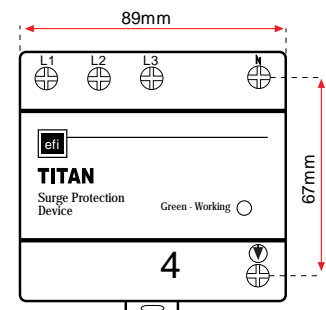 89mm
L1 L2 L3 N
efi
TITAN
Surge Protection
Device
Green - Working
67mm
4